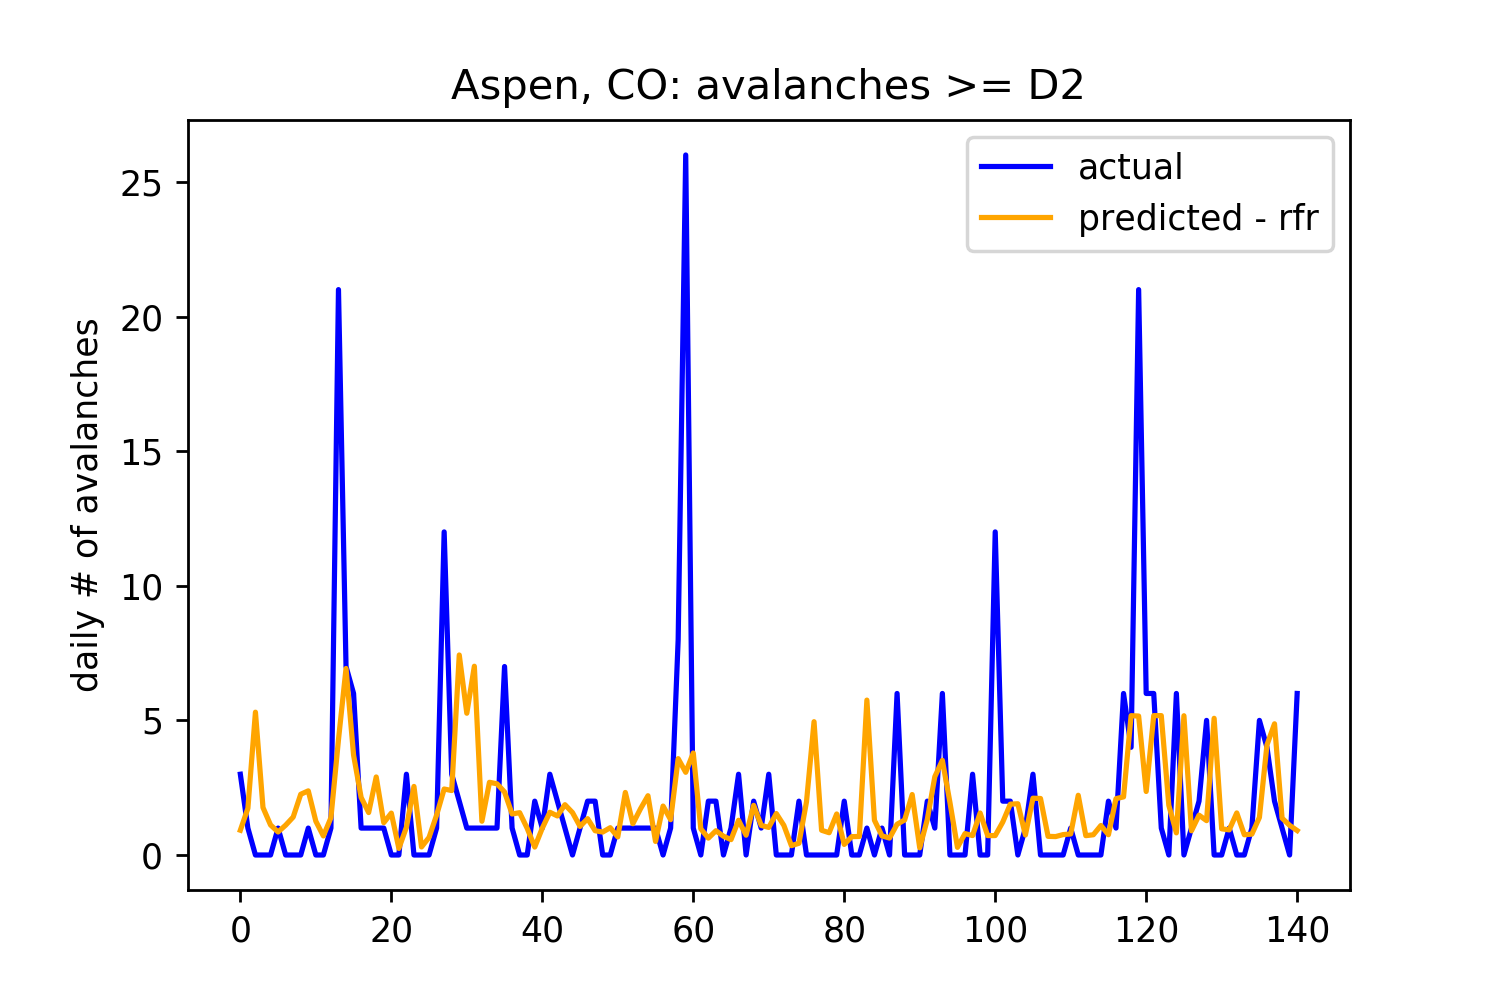 Aspen, CO: avalanches >= D2
actual
predicted - rfr
daily # of avalanches
25
20
15
10
5
0
0 20 40 60 80 100 120 140